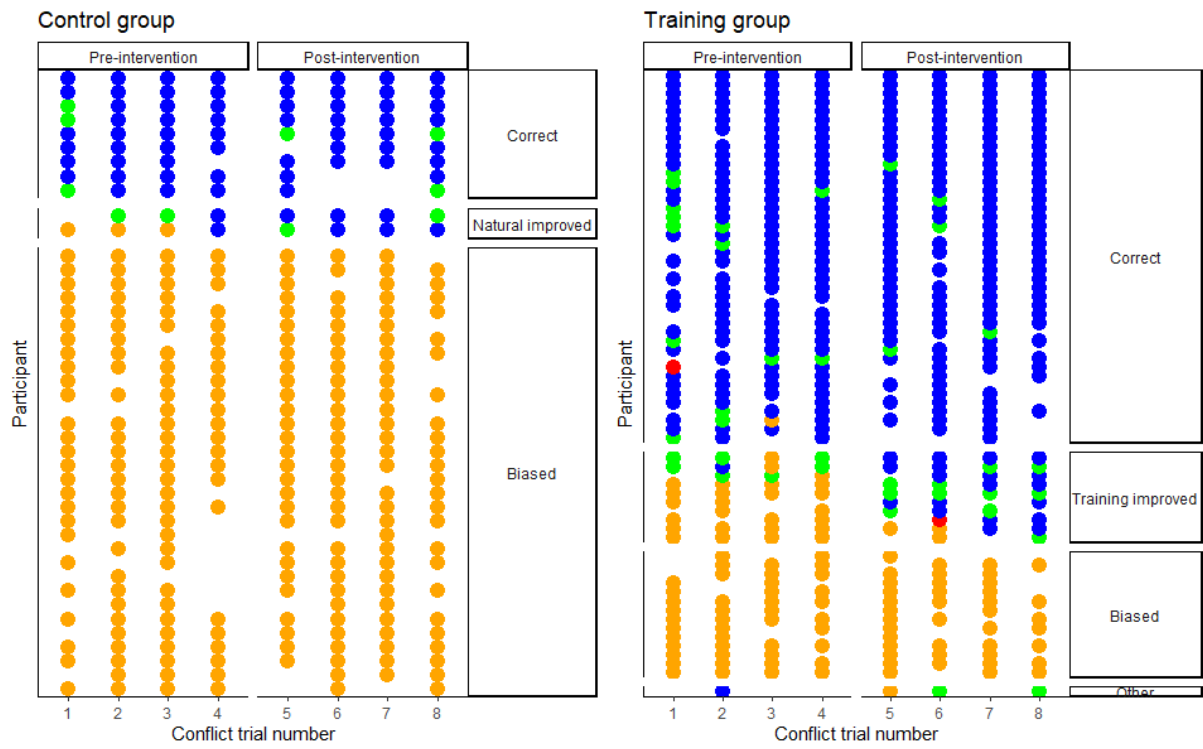 Control group
Pre-intervention
Post-intervention
Correct
Natural improved
Biased
Participant
1 2 3 4 5 6 7 8
Conflict trial number
Training group
Pre-intervention
Post-intervention
Correct
Training improved
Biased
Other
Participant
1 2 3 4 5 6 7 8
Conflict trial number